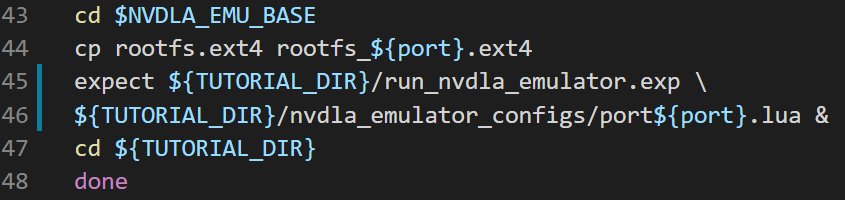 43 cd $NVDLA_EMU_BASE
44 cp rootfs.ext4 rootfs_${port}.ext4
45 expect ${TUTORIAL_DIR}/run_nvdla_emulator.exp \
46 ${TUTORIAL_DIR}/nvdla_emulator_configs/port${port}.lua &
47 cd ${TUTORIAL_DIR}
48 done